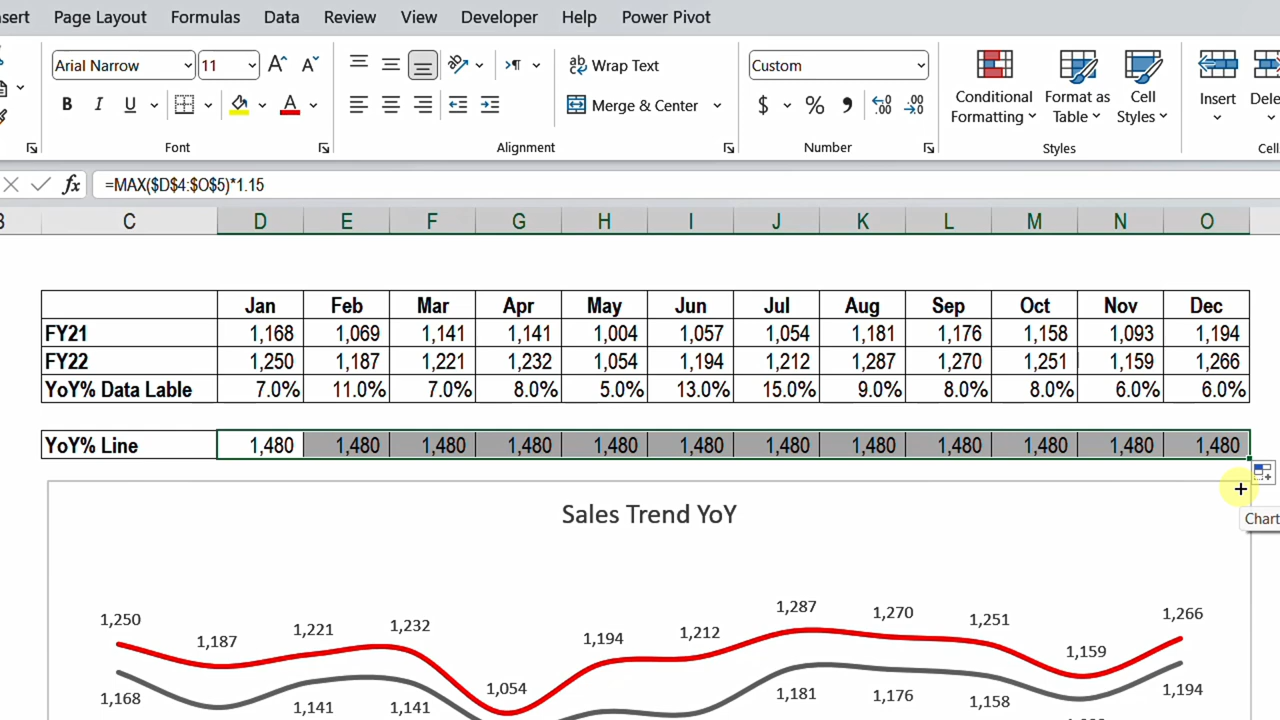 nsert Page Layout Formulas Data Review View Developer Help Power Pivot
Arial Narrow 11 A A Wrap Text Custom
B I U A Merge & Center $ % Conditional Formatting Format as Table Cell Styles Insert Dele
Font Alignment Number Styles Cell
fx =MAX($D$4:$O$5)*1.15
B C D E F G H I J K L M N O
Jan Feb Mar Apr May Jun Jul Aug Sep Oct Nov Dec
FY21 1,168 1,069 1,141 1,141 1,004 1,057 1,054 1,181 1,176 1,158 1,093 1,194
FY22 1,250 1,187 1,221 1,232 1,054 1,194 1,212 1,287 1,270 1,251 1,159 1,266
YoY% Data Lable 7.0% 11.0% 7.0% 8.0% 5.0% 13.0% 15.0% 9.0% 8.0% 8.0% 6.0% 6.0%
YoY% Line 1,480 1,480 1,480 1,480 1,480 1,480 1,480 1,480 1,480 1,480 1,480 1,480
Chart
Sales Trend YoY
1,250 1,187 1,221 1,232 1,054 1,194 1,212 1,287 1,270 1,251 1,159 1,266
1,168 1,141 1,141 1,181 1,176 1,158 1,194